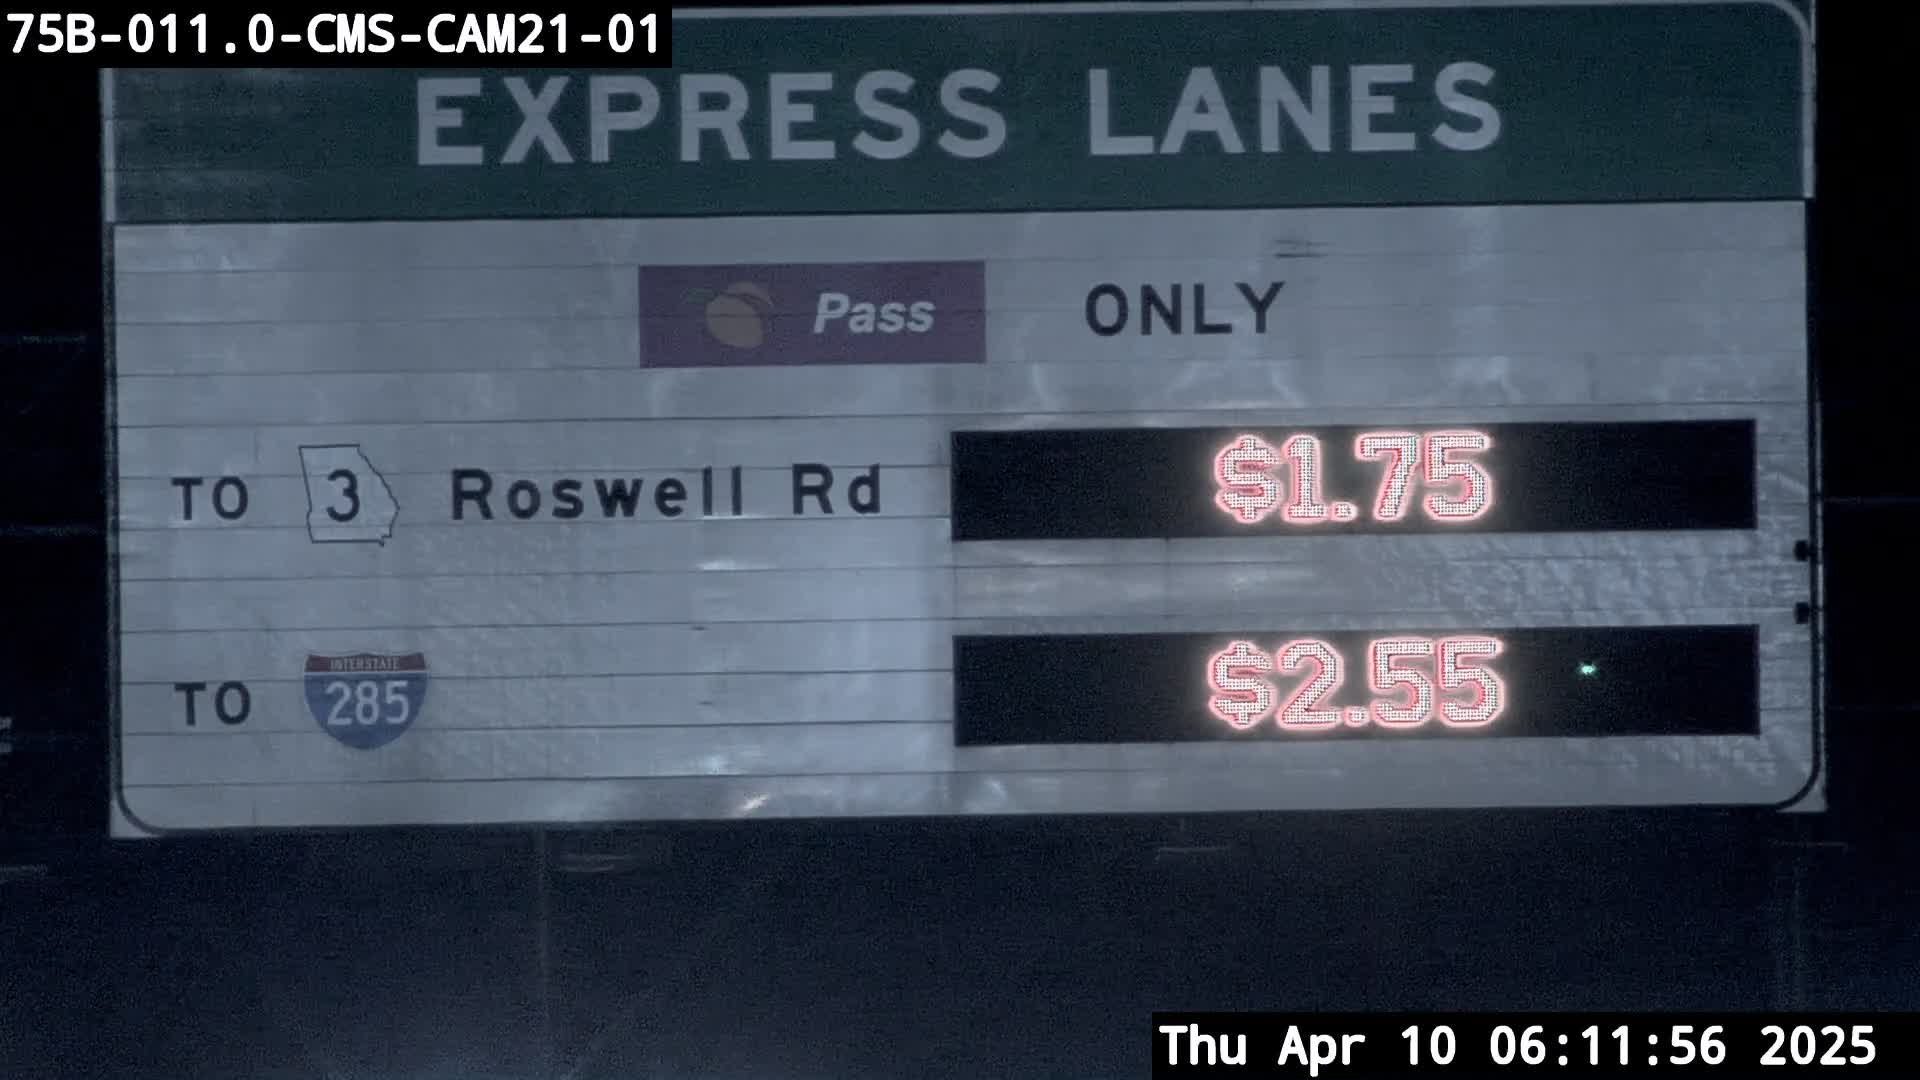 75B-011.0-CMS-CAM21-01
EXPRESS LANES
Pass ONLY
TO 3 Roswell Rd $1.75
INTERSTATE
TO 285 $2.55
Thu Apr 10 06:11:56 2025